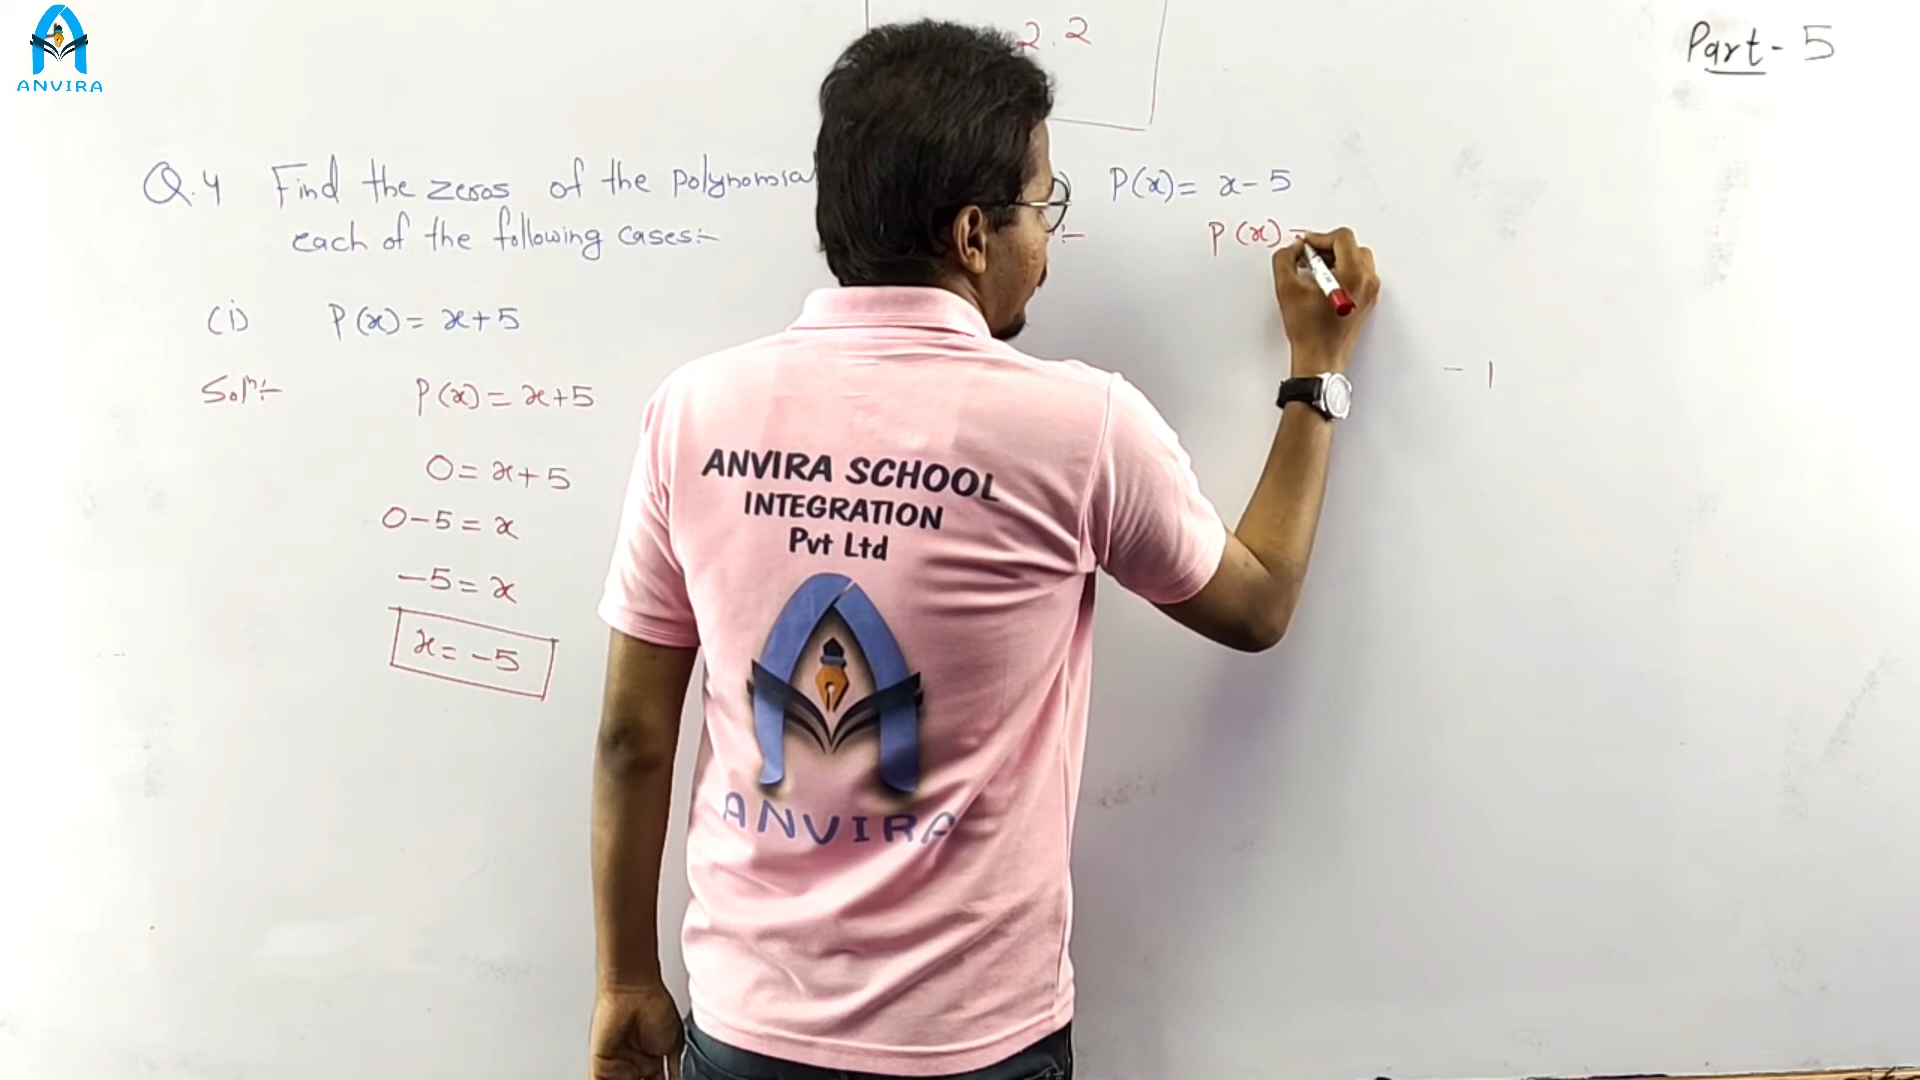 ANVIRA
2.2
Part-5
Q.4 Find the zeros of the polynomial
each of the following cases:-
(i) P(x) = x+5
Solⁿ:- P(x) = x+5
0 = x+5
0-5 = x
-5 = x
x = -5
P(x) = x-5
P(x) =
- 1
ANVIRA SCHOOL
INTEGRATION
Pvt Ltd
ANVIRA